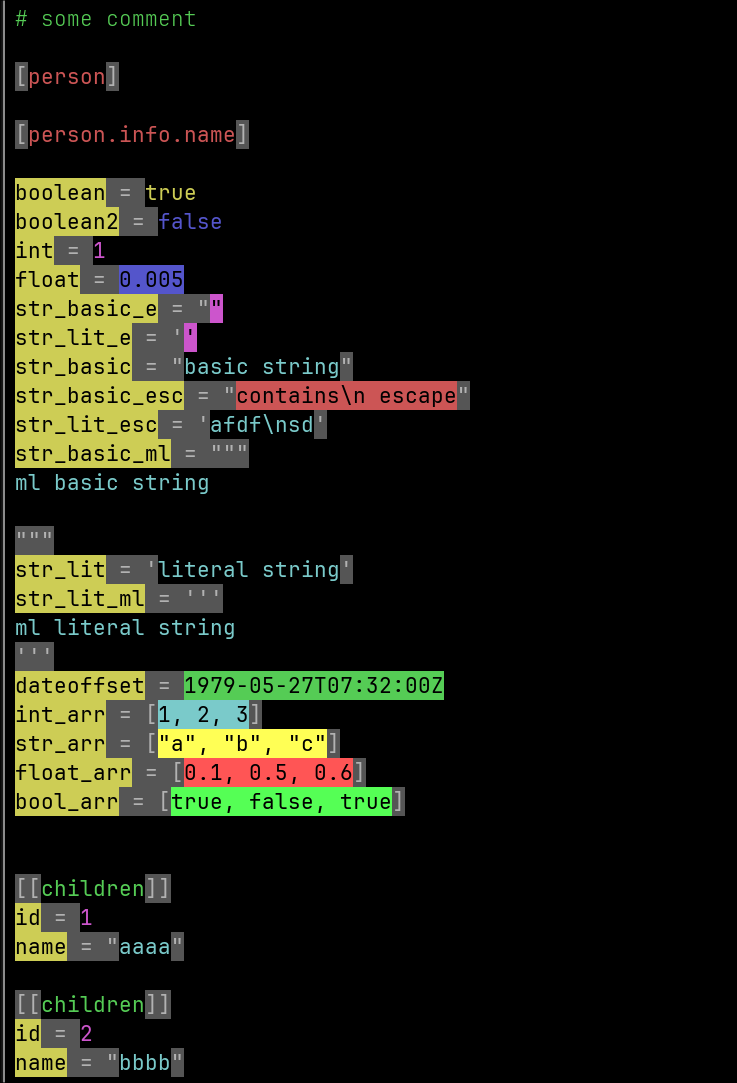 # some comment
[person]
[person.info.name]
boolean = true
boolean2 = false
int = 1
float = 0.005
str_basic_e = ""
str_lit_e = ''
str_basic = "basic string"
str_basic_esc = "contains\n escape"
str_lit_esc = 'afdf\nsd'
str_basic_ml = """
ml basic string
"""
str_lit = 'literal string'
str_lit_ml = '''
ml literal string
'''
dateoffset = 1979-05-27T07:32:00Z
int_arr = [1, 2, 3]
str_arr = ["a", "b", "c"]
float_arr = [0.1, 0.5, 0.6]
bool_arr = [true, false, true]
[[children]]
id = 1
name = "aaaa"
[[children]]
id = 2
name = "bbbb"